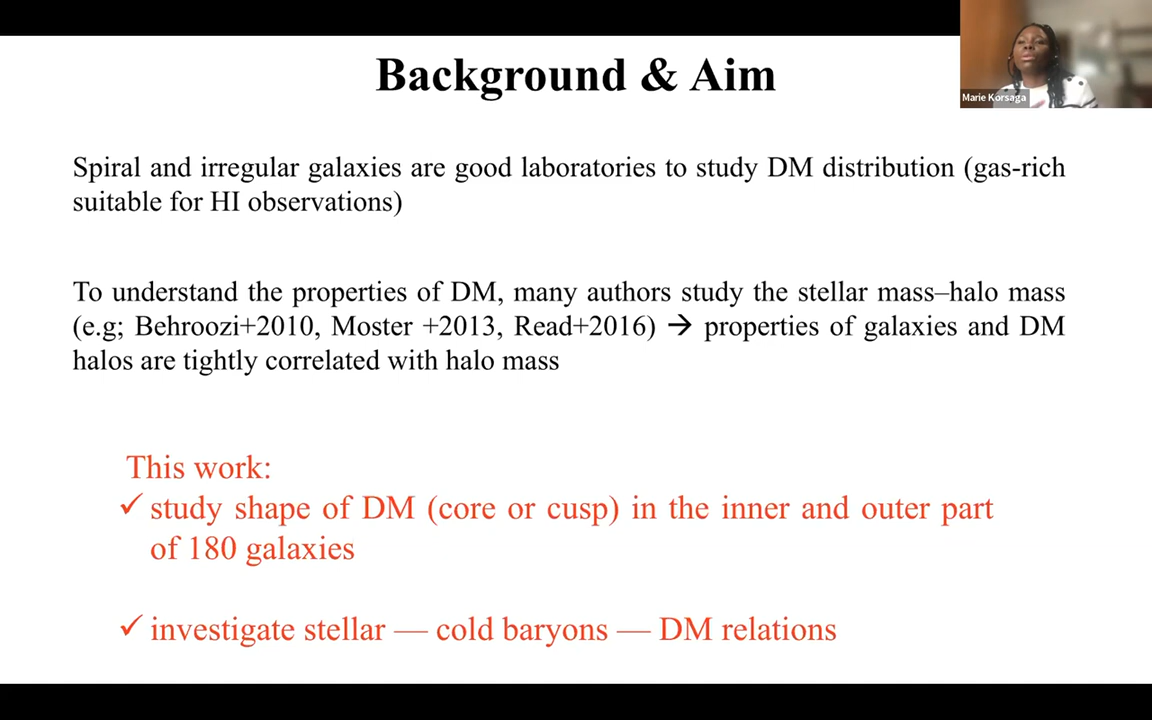 Background & Aim
Marie Korsaga
Spiral and irregular galaxies are good laboratories to study DM distribution (gas-rich
suitable for HI observations)
To understand the properties of DM, many authors study the stellar mass–halo mass
(e.g; Behroozi+2010, Moster +2013, Read+2016) → properties of galaxies and DM
halos are tightly correlated with halo mass
This work:
✓ study shape of DM (core or cusp) in the inner and outer part
of 180 galaxies
✓ investigate stellar — cold baryons — DM relations